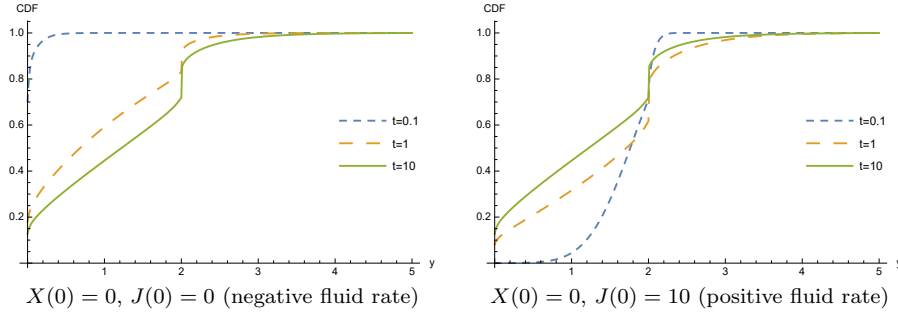 CDF
1.0
0.8
0.6
0.4
0.2
t=0.1
t=1
t=10
1 2 3 4 5 y
X(0) = 0, J(0) = 0 (negative fluid rate)
CDF
1.0
0.8
0.6
0.4
0.2
t=0.1
t=1
t=10
1 2 3 4 5 y
X(0) = 0, J(0) = 10 (positive fluid rate)